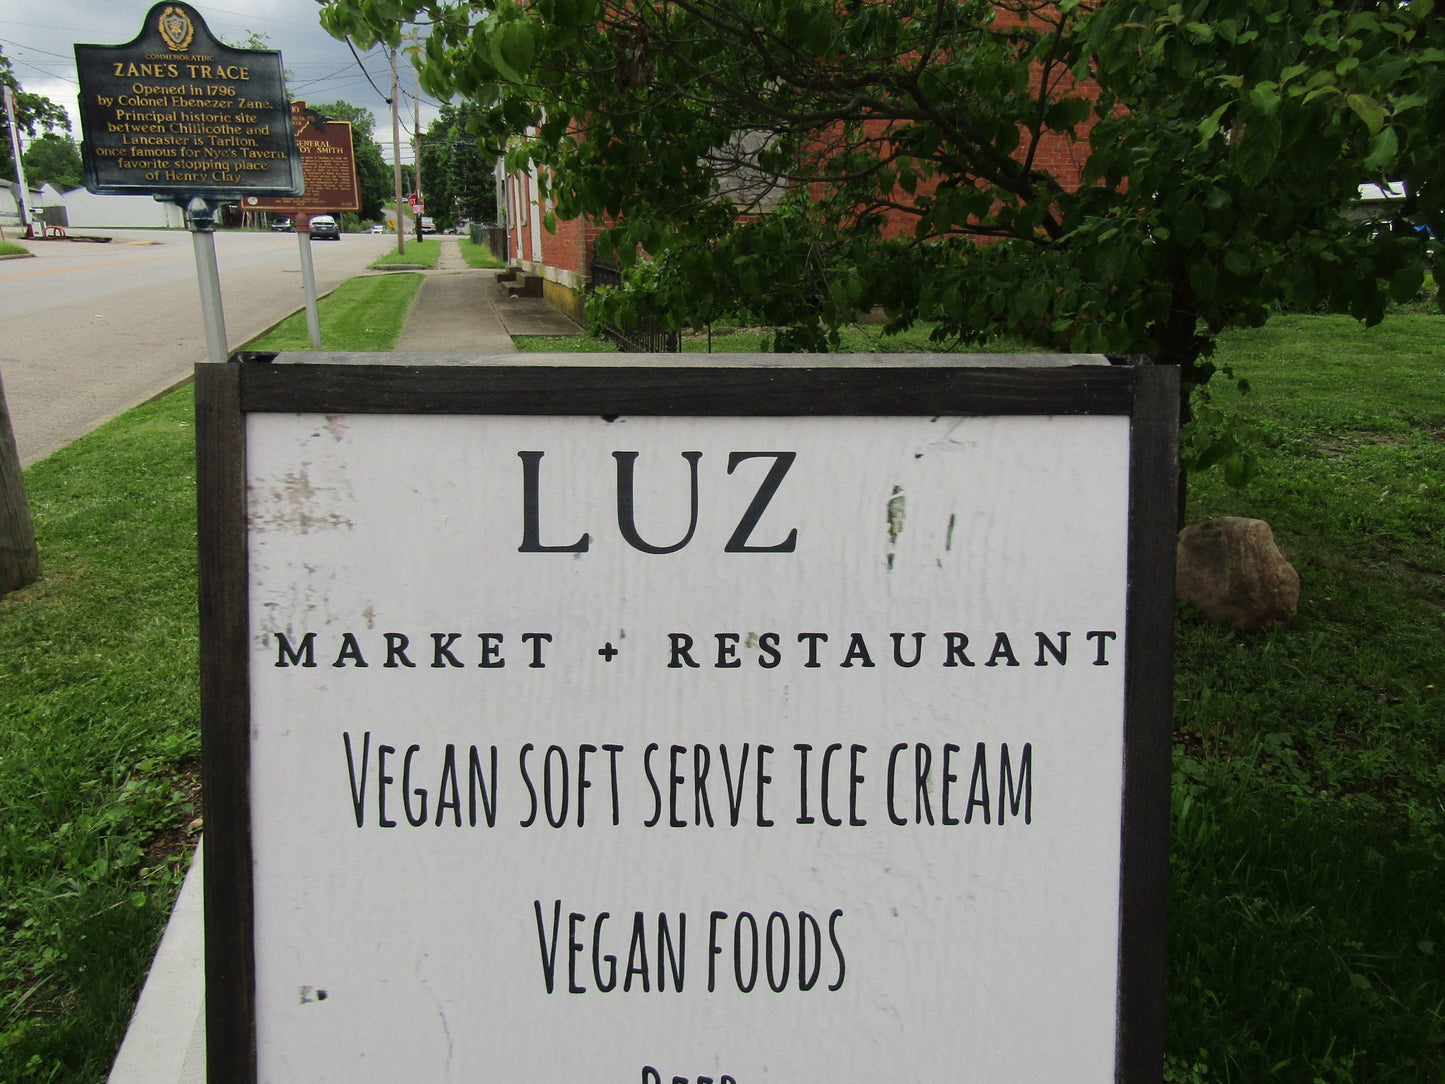 COMMEMORATING
ZANE'S TRACE
Opened in 1796
by Colonel Ebenezer Zane.
Principal historic site
between Chillicothe and
Lancaster is Tarlton,
once famous for Nye's Tavern,
favorite stopping place
of Henry Clay.
GENERAL
SMITH
LUZ
MARKET + RESTAURANT
VEGAN SOFT SERVE ICE CREAM
VEGAN FOODS
BEER